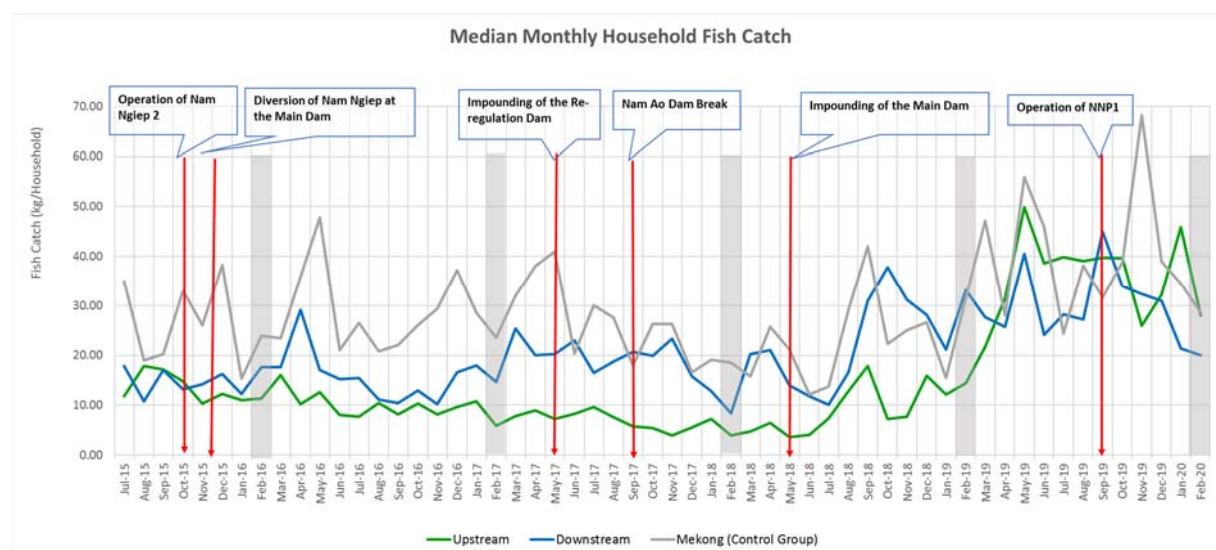 Median Monthly Household Fish Catch
Operation of Nam
Ngiep 2
Diversion of Nam Ngiep at
the Main Dam
Impounding of the Re-
regulation Dam
Nam Ao Dam Break
Impounding of the Main Dam
Operation of NNP1
Fish Catch (kg/Household)
70.00
60.00
50.00
40.00
30.00
20.00
10.00
0.00
Jul-15
Aug-15
Sep-15
Oct-15
Nov-15
Dec-15
Jan-16
Feb-16
Mar-16
Apr-16
May-16
Jun-16
Jul-16
Aug-16
Sep-16
Oct-16
Nov-16
Dec-16
Jan-17
Feb-17
Mar-17
Apr-17
May-17
Jun-17
Jul-17
Aug-17
Sep-17
Oct-17
Nov-17
Dec-17
Jan-18
Feb-18
Mar-18
Apr-18
May-18
Jun-18
Jul-18
Aug-18
Sep-18
Oct-18
Nov-18
Dec-18
Jan-19
Feb-19
Mar-19
Apr-19
May-19
Jun-19
Jul-19
Aug-19
Sep-19
Oct-19
Nov-19
Dec-19
Jan-20
Feb-20
Upstream
Downstream
Mekong (Control Group)